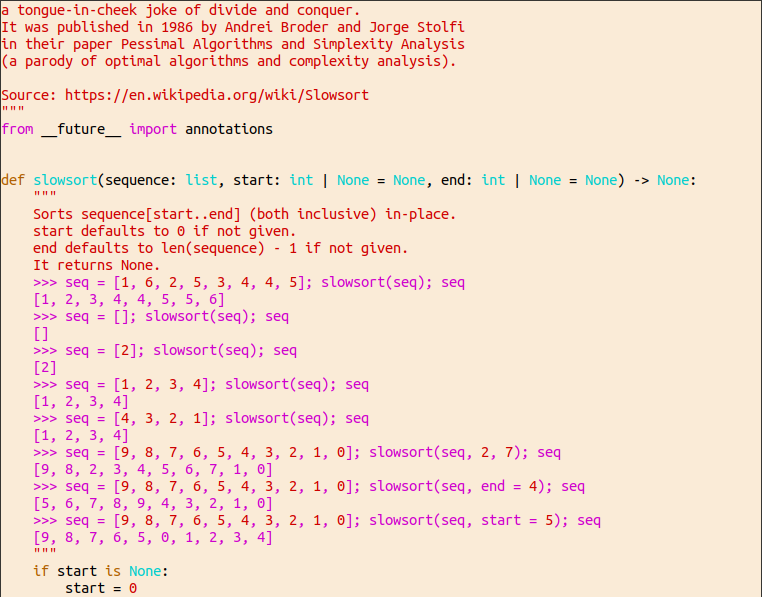 a tongue-in-cheek joke of divide and conquer.
It was published in 1986 by Andrei Broder and Jorge Stolfi
in their paper Pessimal Algorithms and Simplexity Analysis
(a parody of optimal algorithms and complexity analysis).

Source: https://en.wikipedia.org/wiki/Slowsort
"""
from __future__ import annotations


def slowsort(sequence: list, start: int | None = None, end: int | None = None) -> None:
    """
    Sorts sequence[start..end] (both inclusive) in-place.
    start defaults to 0 if not given.
    end defaults to len(sequence) - 1 if not given.
    It returns None.
    >>> seq = [1, 6, 2, 5, 3, 4, 4, 5]; slowsort(seq); seq
    [1, 2, 3, 4, 4, 5, 5, 6]
    >>> seq = []; slowsort(seq); seq
    []
    >>> seq = [2]; slowsort(seq); seq
    [2]
    >>> seq = [1, 2, 3, 4]; slowsort(seq); seq
    [1, 2, 3, 4]
    >>> seq = [4, 3, 2, 1]; slowsort(seq); seq
    [1, 2, 3, 4]
    >>> seq = [9, 8, 7, 6, 5, 4, 3, 2, 1, 0]; slowsort(seq, 2, 7); seq
    [9, 8, 2, 3, 4, 5, 6, 7, 1, 0]
    >>> seq = [9, 8, 7, 6, 5, 4, 3, 2, 1, 0]; slowsort(seq, end = 4); seq
    [5, 6, 7, 8, 9, 4, 3, 2, 1, 0]
    >>> seq = [9, 8, 7, 6, 5, 4, 3, 2, 1, 0]; slowsort(seq, start = 5); seq
    [9, 8, 7, 6, 5, 0, 1, 2, 3, 4]
    """
    if start is None:
        start = 0